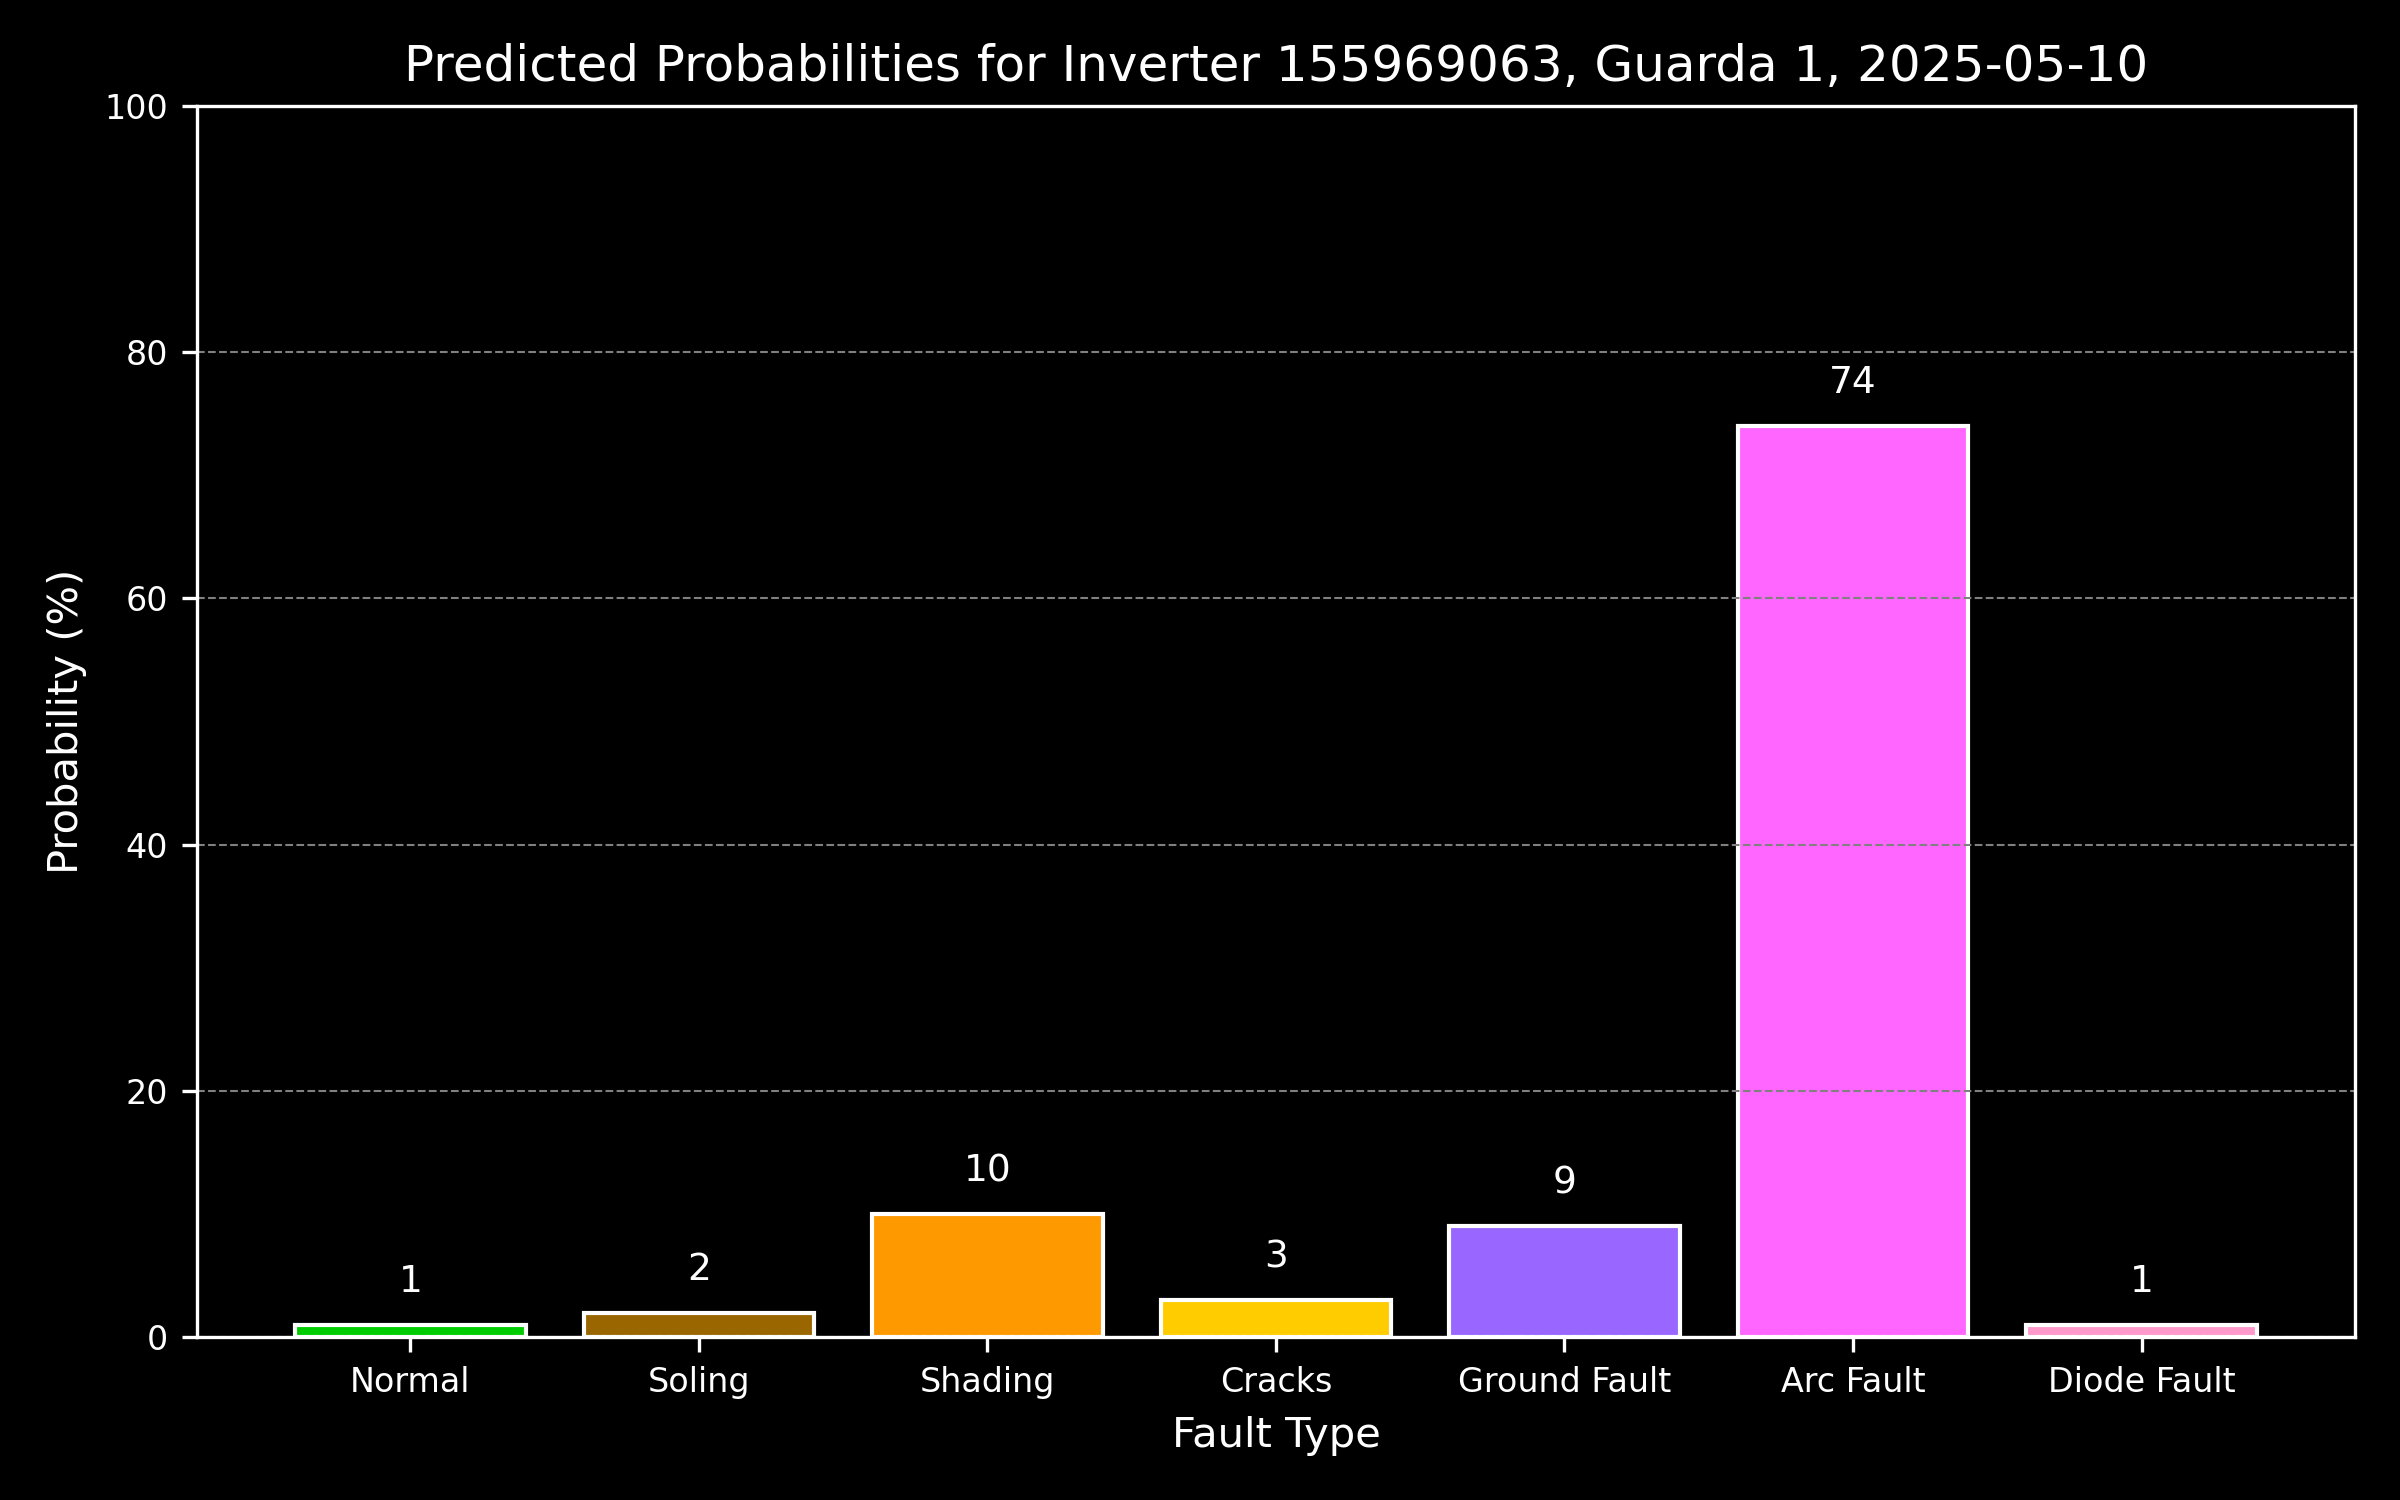 Predicted Probabilities for Inverter 155969063, Guarda 1, 2025-05-10
Probability (%)
100
80
60
40
20
0
1
2
10
3
9
74
1
Normal
Soling
Shading
Cracks
Ground Fault
Arc Fault
Diode Fault
Fault Type